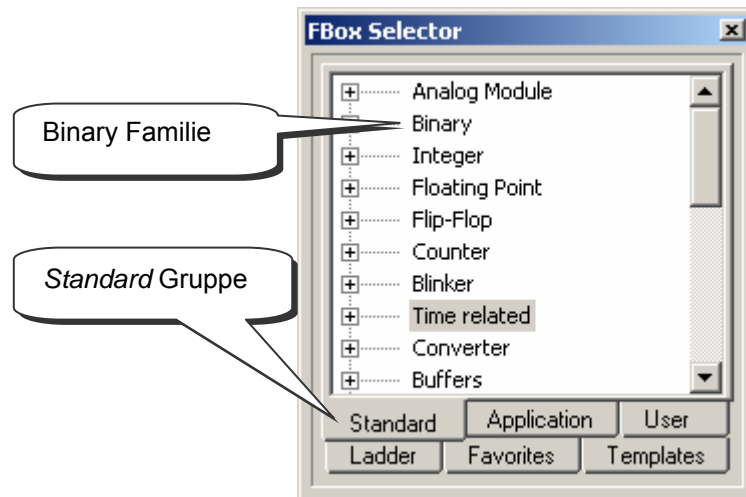 FBox Selector
Analog Module
Binary Familie
Binary
Integer
Floating Point
Flip-Flop
Counter
Standard Gruppe
Blinker
Time related
Converter
Buffers
Standard Application User
Ladder Favorites Templates